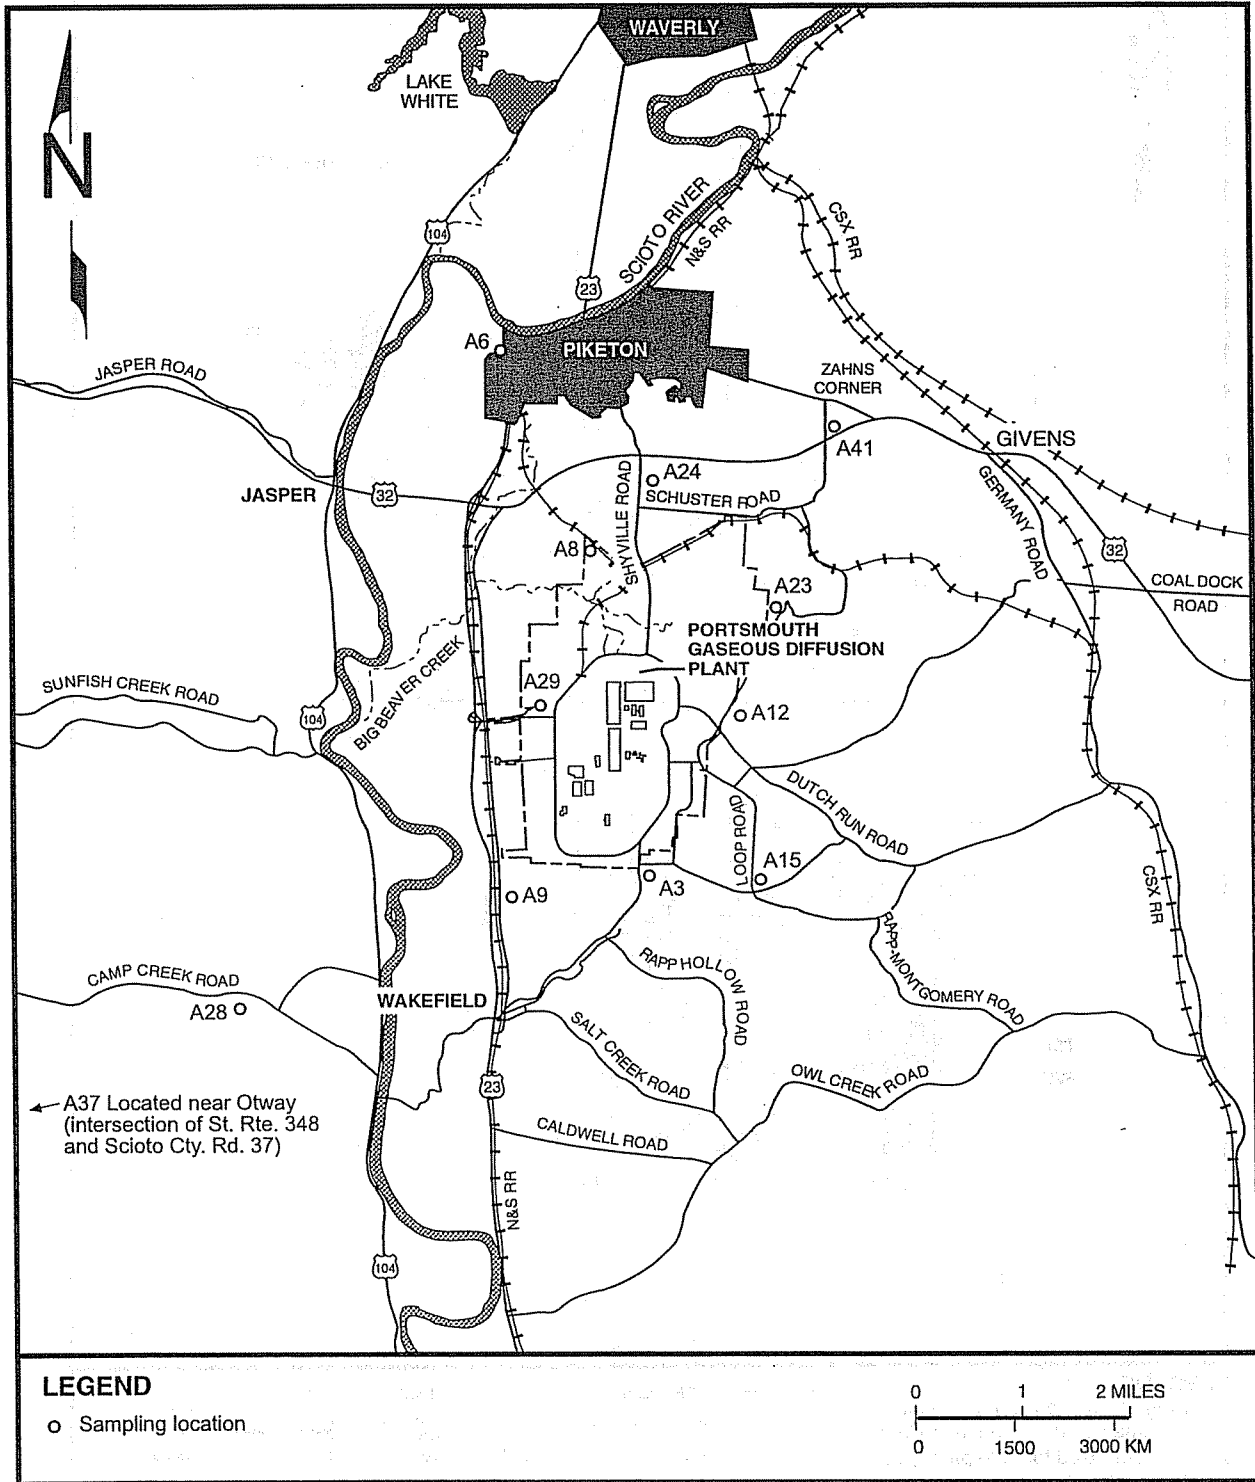 WAVERLY
LAKE
WHITE
N
104
SCIOTO RIVER
N&S RR
CSX RR
23
A6
PIKETON
JASPER ROAD
ZAHNS
CORNER
A41
GIVENS
JASPER
32
A24
SCHUSTER ROAD
SHYVILLE ROAD
GERMANY ROAD
32
A8
COAL DOCK
ROAD
A23
PORTSMOUTH
GASEOUS DIFFUSION
PLANT
SUNFISH CREEK ROAD
BIG BEAVER CREEK
A29
104
A12
DUTCH RUN ROAD
LOOP ROAD
A15
A3
A9
CSX RR
RAPP HOLLOW ROAD
RAPP-MONTGOMERY ROAD
CAMP CREEK ROAD
A28
WAKEFIELD
SALT CREEK ROAD
OWL CREEK ROAD
23
A37 Located near Otway
(intersection of St. Rte. 348
and Scioto Cty. Rd. 37)
CALDWELL ROAD
N&S RR
104
LEGEND
Sampling location
0 1 2 MILES
0 1500 3000 KM